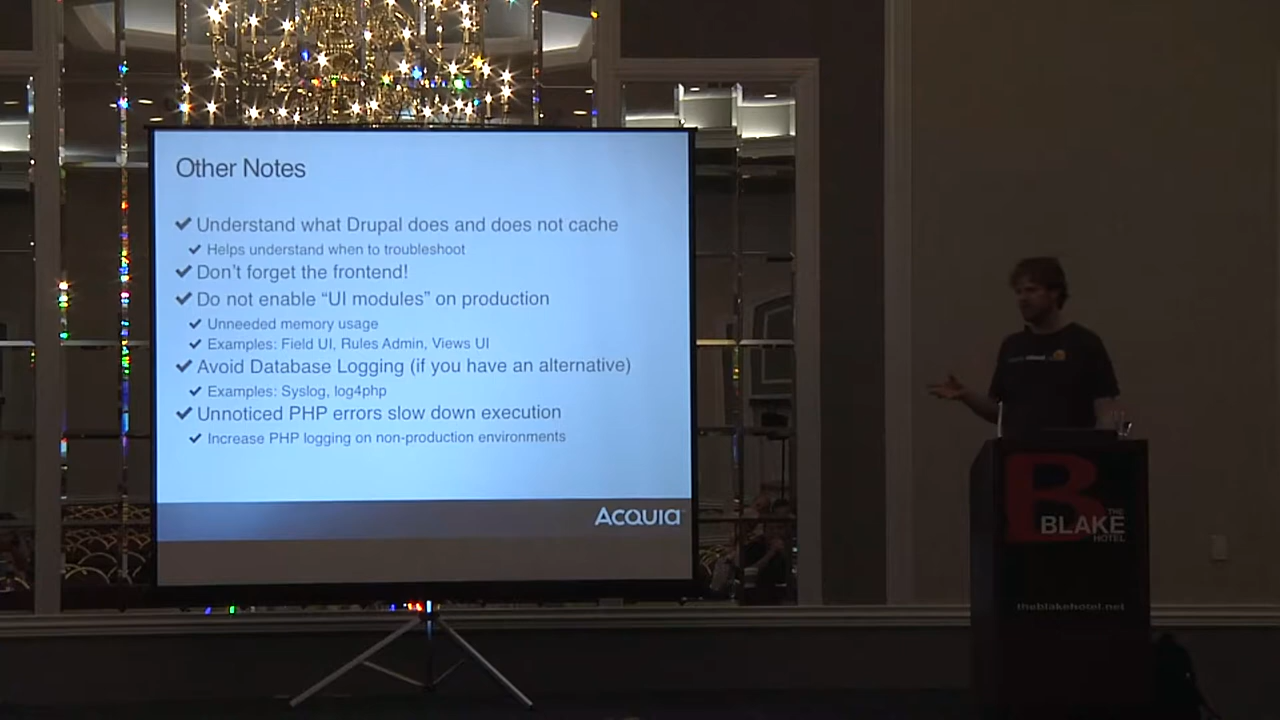 Other Notes
Understand what Drupal does and does not cache
Helps understand when to troubleshoot
Don't forget the frontend!
Do not enable “UI modules” on production
Unneeded memory usage
Examples: Field UI, Rules Admin, Views UI
Avoid Database Logging (if you have an alternative)
Examples: Syslog, log4php
Unnoticed PHP errors slow down execution
Increase PHP logging on non-production environments
ACQUIA
B
THE
BLAKE
HOTEL
theblakehotel.net